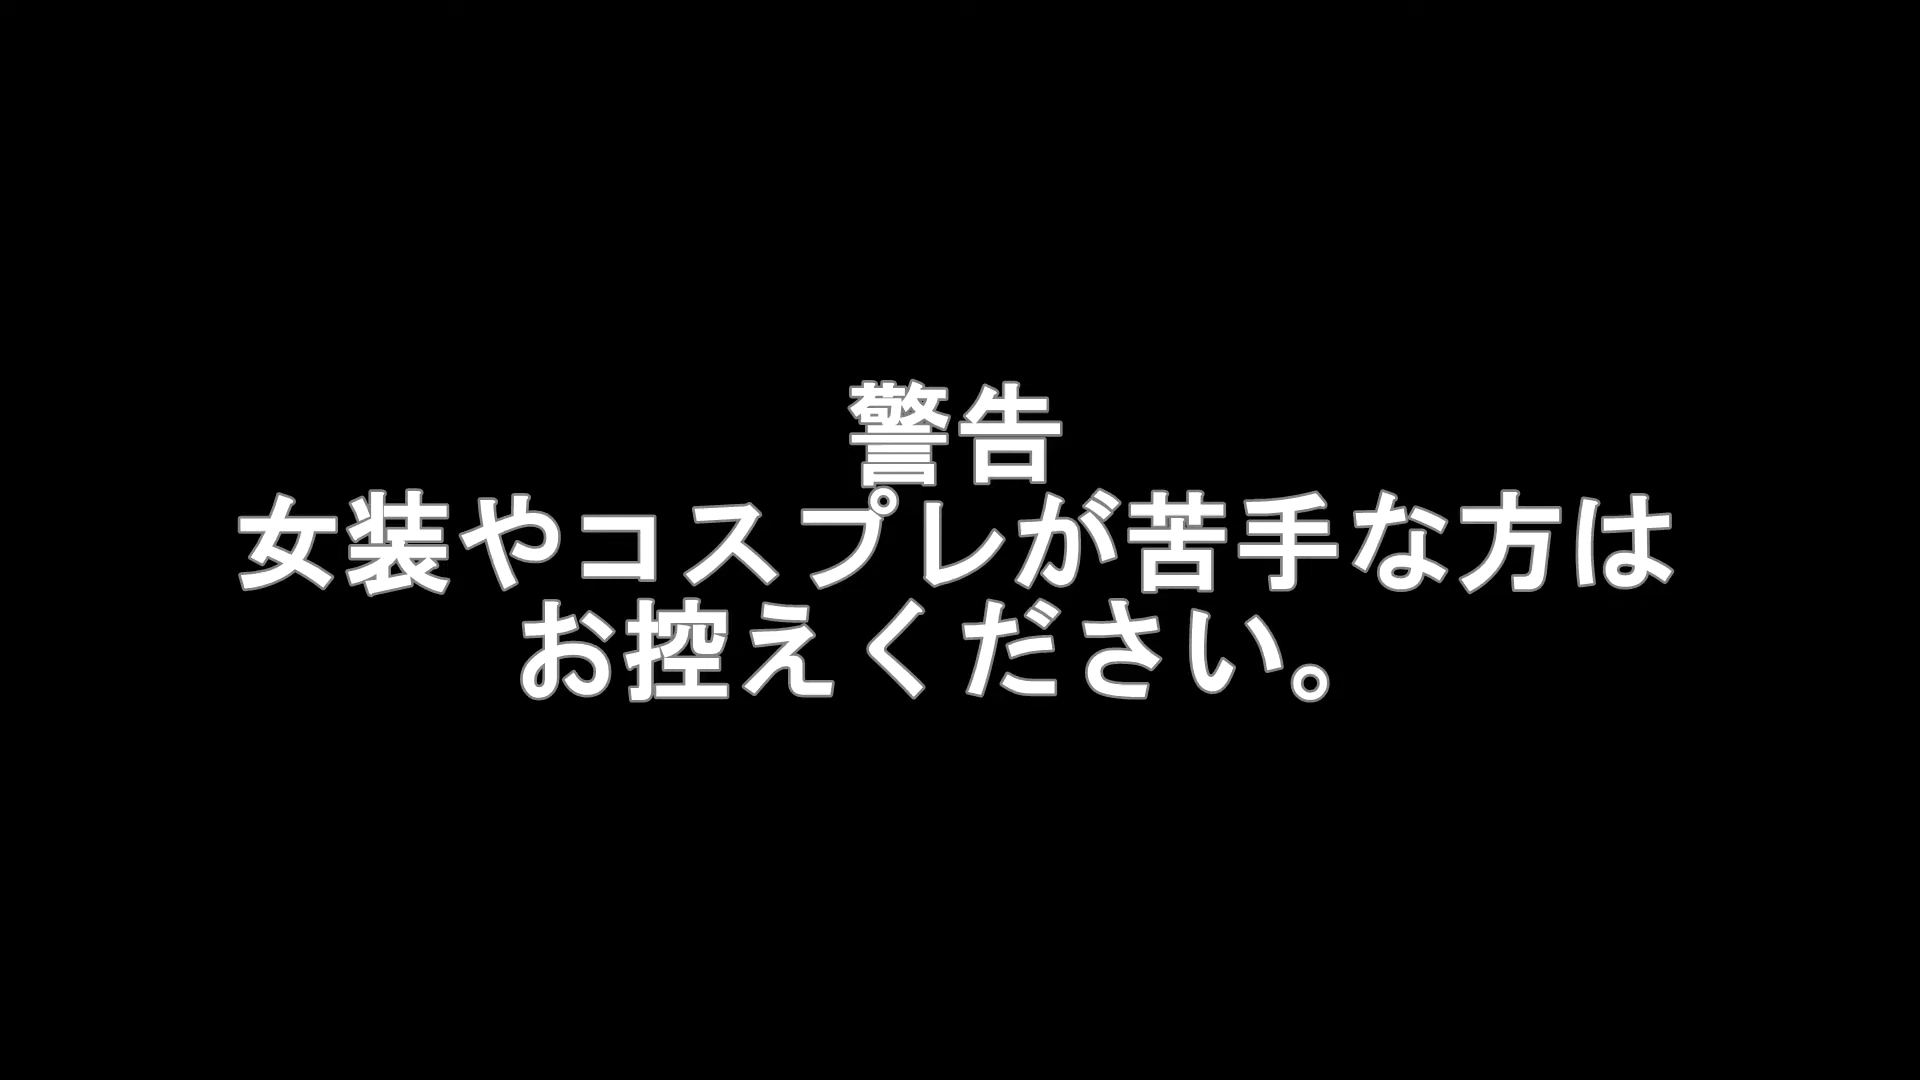 警告
女装やコスプレが苦手な方は
お控えください。